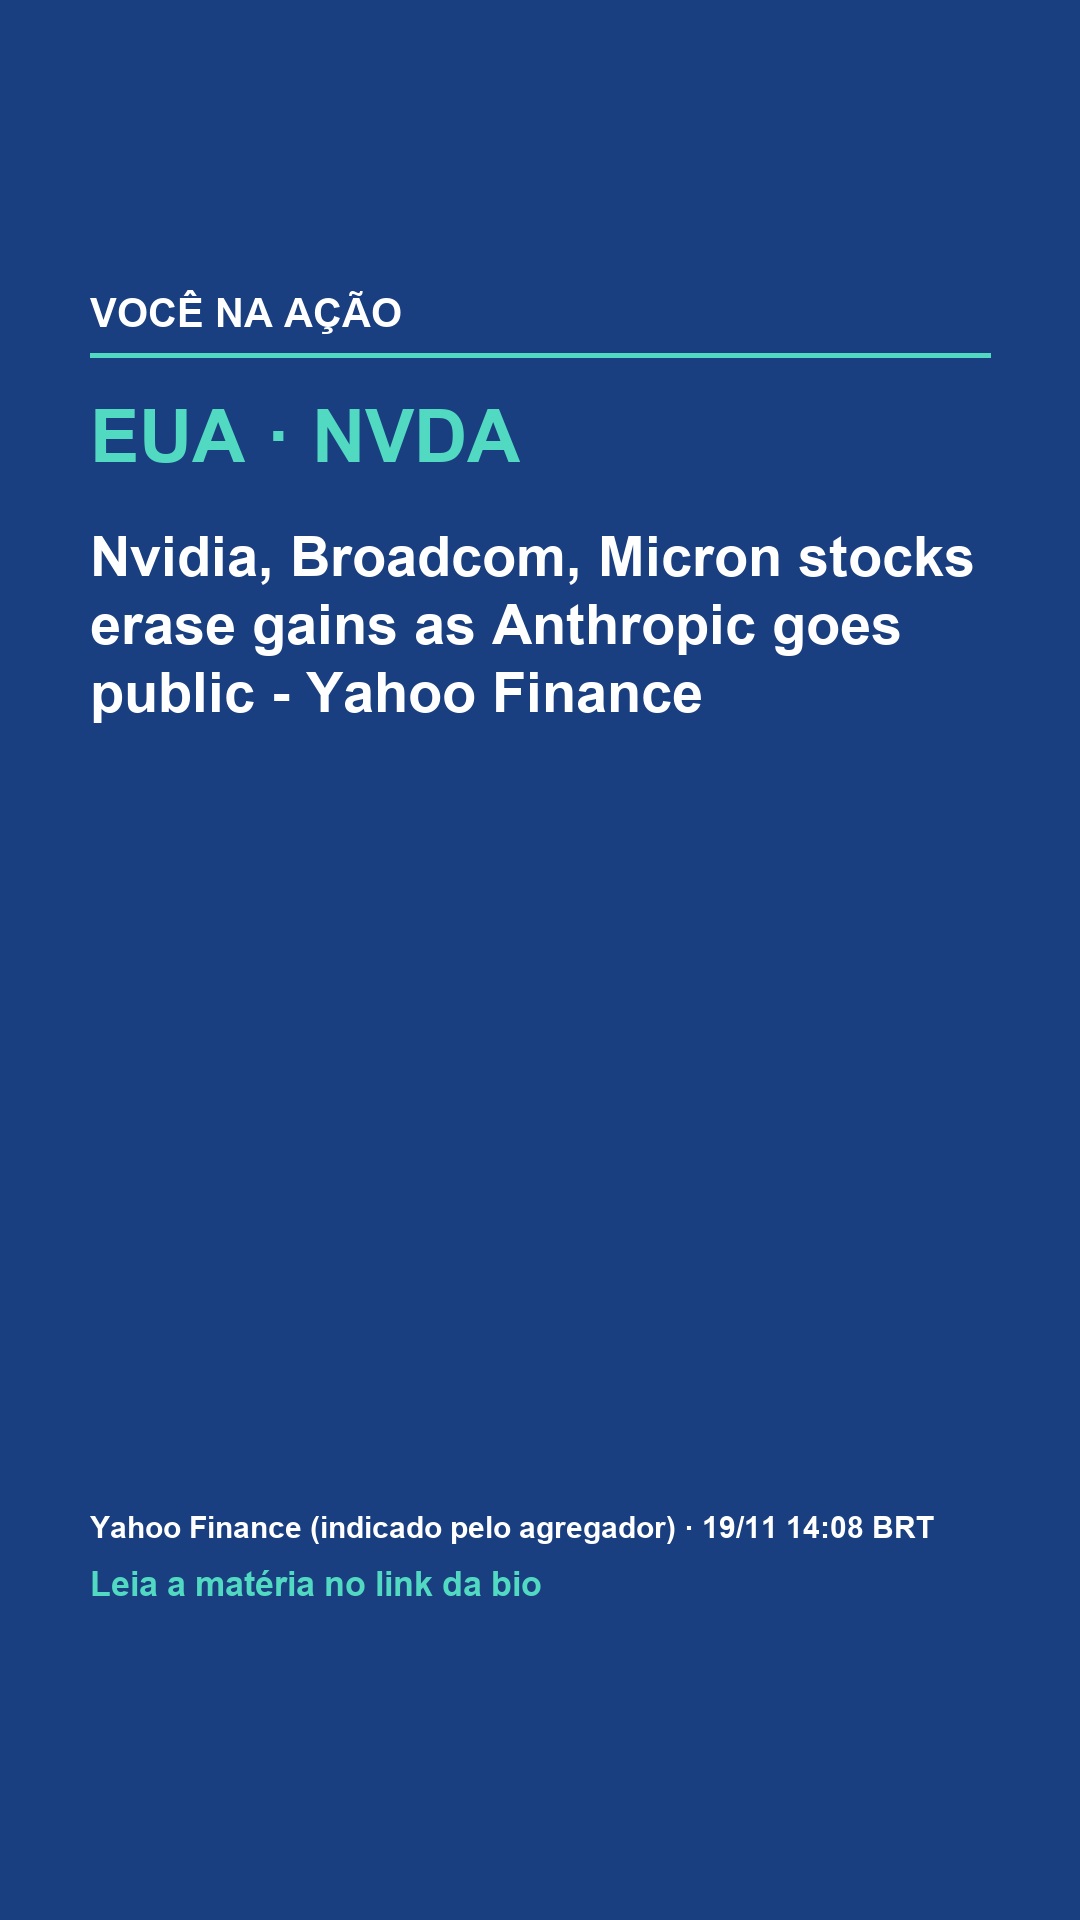 VOCÊ NA AÇÃO
EUA · NVDA
Nvidia, Broadcom, Micron stocks
erase gains as Anthropic goes
public - Yahoo Finance
Yahoo Finance (indicado pelo agregador) · 19/11 14:08 BRT
Leia a matéria no link da bio